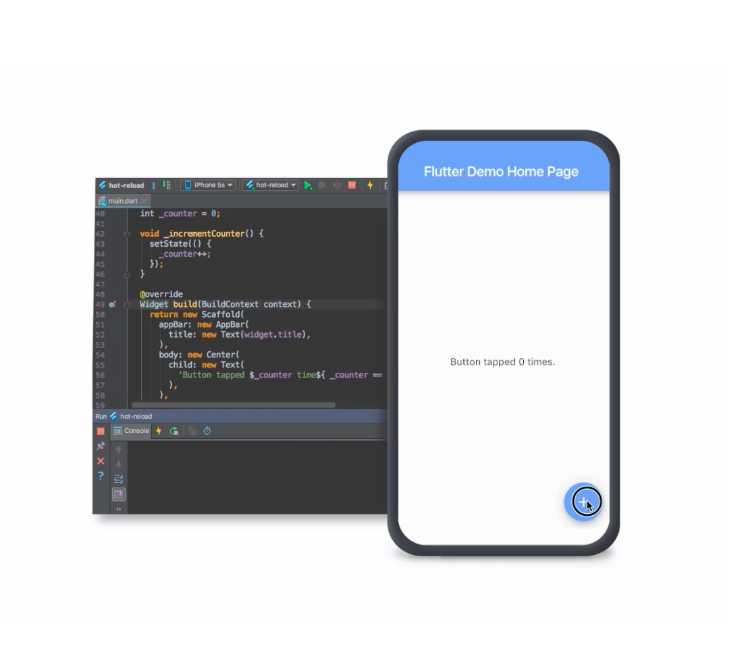 hot-reload
iPhone 5s
hot-reload
main.dart
40 int _counter = 0;
41
42 void _incrementCounter() {
43 setState(() {
44 _counter++;
45 });
46 }
47
48 @override
49 Widget build(BuildContext context) {
50 return new Scaffold(
51 appBar: new AppBar(
52 title: new Text(widget.title),
53 ),
54 body: new Center(
55 child: new Text(
56 'Button tapped $_counter time${ _counter ==
57 ),
58 ),
59
Run hot-reload
Console
Flutter Demo Home Page
Button tapped 0 times.